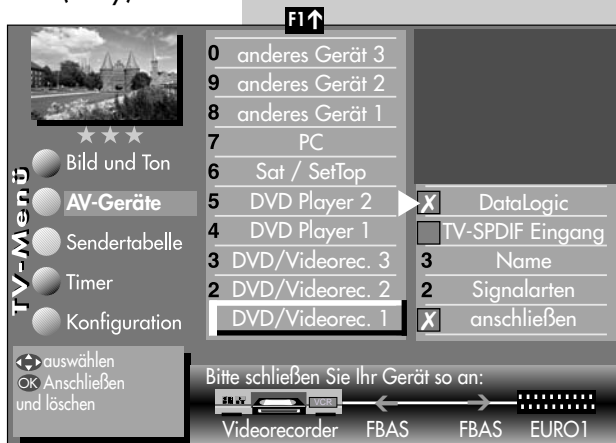 F1↑
TV-Menü
Bild und Ton
AV-Geräte
Sendertabelle
Timer
Konfiguration
0 anderes Gerät 3
9 anderes Gerät 2
8 anderes Gerät 1
7 PC
6 Sat / SetTop
5 DVD Player 2
4 DVD Player 1
3 DVD/Videorec. 3
2 DVD/Videorec. 2
DVD/Videorec. 1
X DataLogic
TV-SPDIF Eingang
3 Name
2 Signalarten
X anschließen
auswählen
OK Anschließen
und löschen
Bitte schließen Sie Ihr Gerät so an:
VCR
Videorecorder FBAS FBAS EURO1